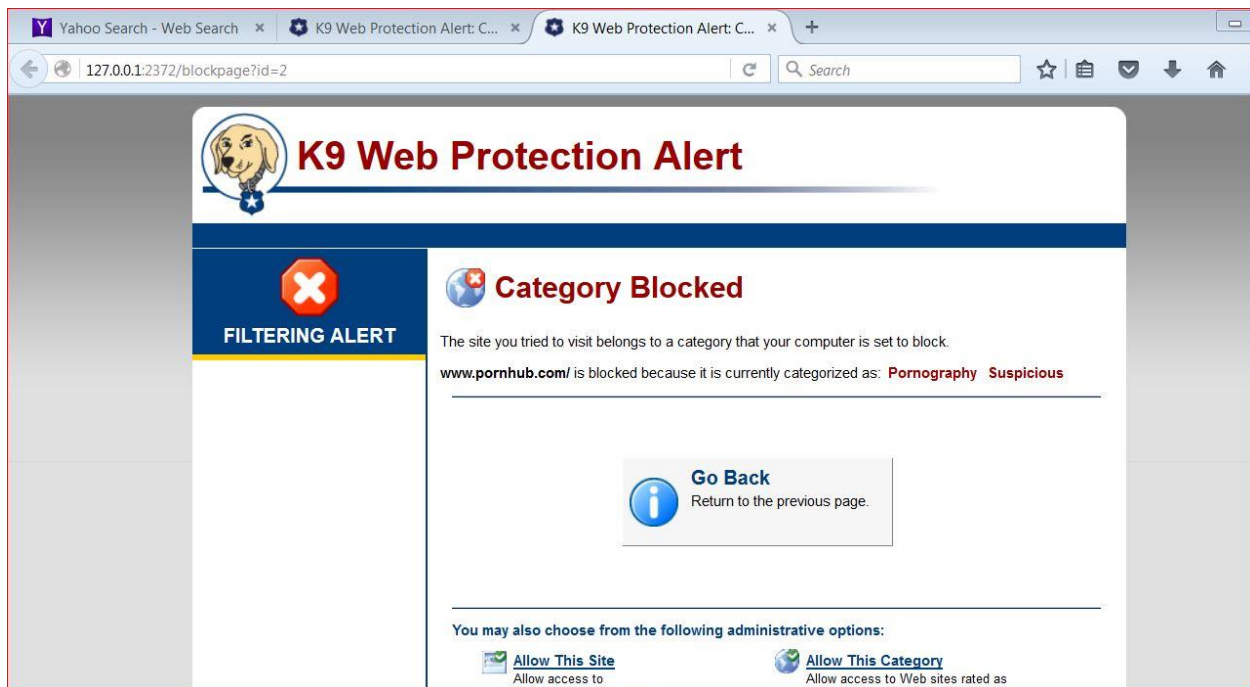 Yahoo Search - Web Search
K9 Web Protection Alert: C...
K9 Web Protection Alert: C...
127.0.0.1:2372/blockpage?id=2
Search
K9 Web Protection Alert
FILTERING ALERT
Category Blocked
The site you tried to visit belongs to a category that your computer is set to block.
www.pornhub.com/ is blocked because it is currently categorized as: Pornography Suspicious
Go Back
Return to the previous page.
You may also choose from the following administrative options:
Allow This Site
Allow access to
Allow This Category
Allow access to Web sites rated as